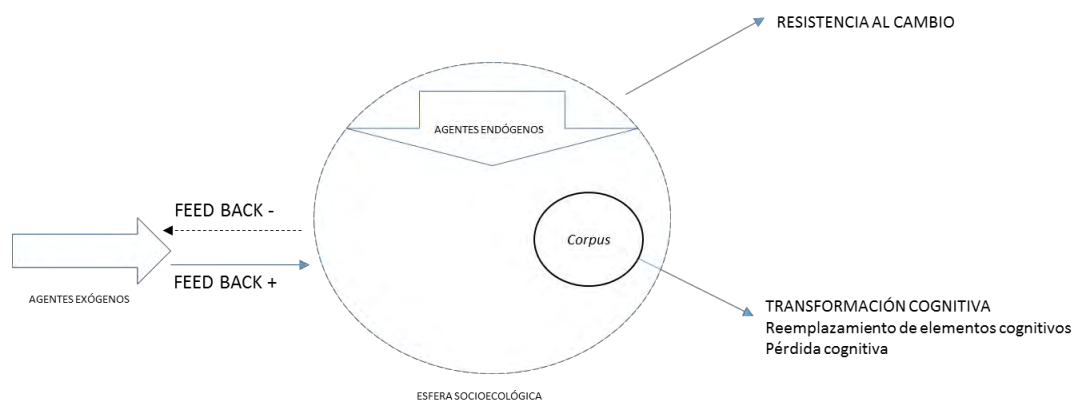 RESISTENCIA AL CAMBIO
AGENTES ENDÓGENOS
FEED BACK -
Corpus
FEED BACK +
AGENTES EXÓGENOS
TRANSFORMACIÓN COGNITIVA
Reemplazamiento de elementos cognitivos
Pérdida cognitiva
ESFERA SOCIOECOLÓGICA